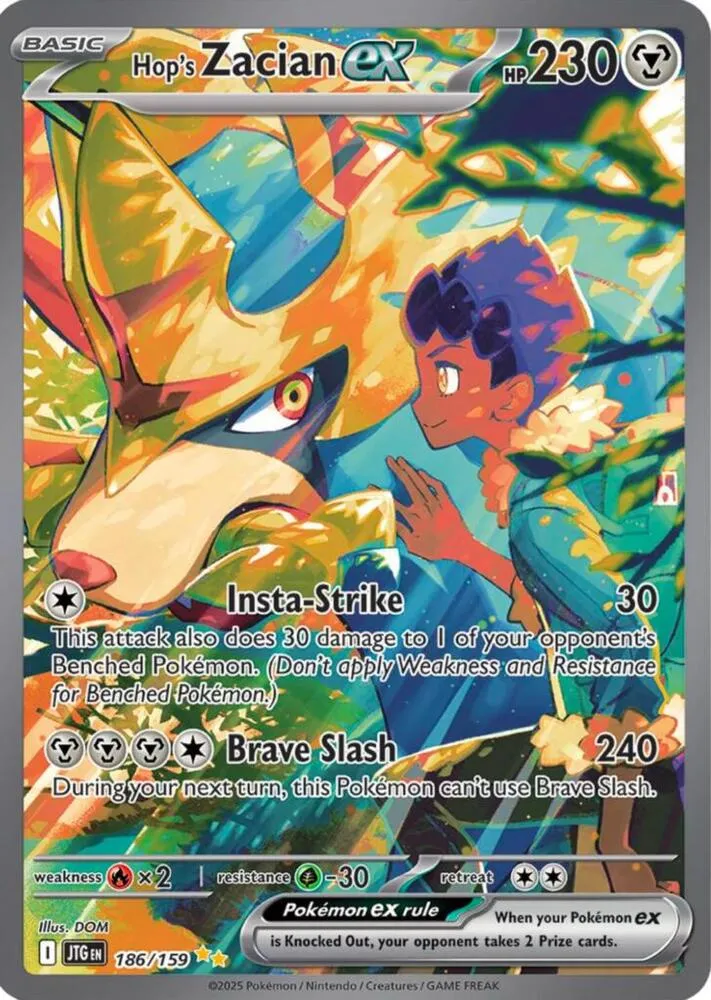 BASIC
Hop's Zacian ex HP 230
Insta-Strike 30
This attack also does 30 damage to 1 of your opponent's
Benched Pokémon. (Don't apply Weakness and Resistance
for Benched Pokémon.)
Brave Slash 240
During your next turn, this Pokémon can't use Brave Slash.
weakness ×2 resistance -30 retreat
Pokémon ex rule
When your Pokémon ex
is Knocked Out, your opponent takes 2 Prize cards.
Illus. DOM
I JTG EN 186/159
©2025 Pokémon / Nintendo / Creatures / GAME FREAK